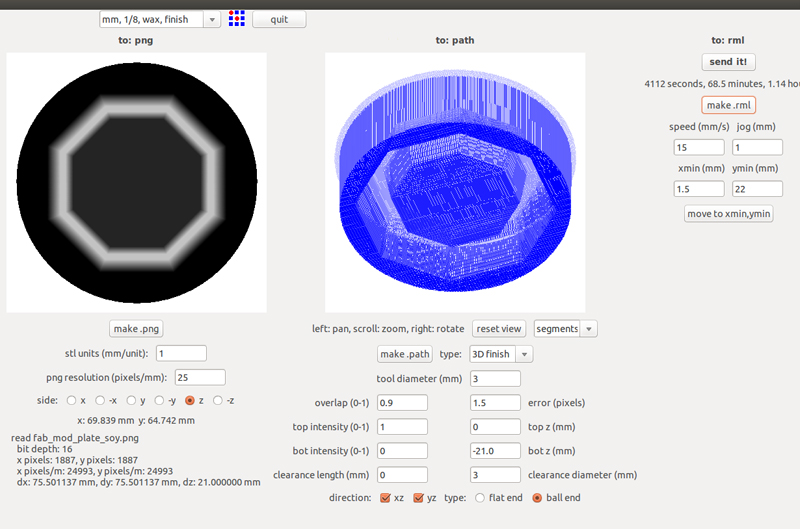 mm, 1/8, wax, finish quit
to: png
make .png
stl units (mm/unit): 1
png resolution (pixels/mm): 25
side: x -x y -y z -z
x: 69.839 mm y: 64.742 mm
read fab_mod_plate_soy.png
bit depth: 16
x pixels: 1887, y pixels: 1887
x pixels/m: 24993, y pixels/m: 24993
dx: 75.501137 mm, dy: 75.501137 mm, dz: 21.000000 mm
to: path
left: pan, scroll: zoom, right: rotate reset view segments
make .path type: 3D finish
tool diameter (mm) 3
overlap (0-1) 0.9 1.5 error (pixels)
top intensity (0-1) 1 0 top z (mm)
bot intensity (0-1) 0 -21.0 bot z (mm)
clearance length (mm) 0 3 clearance diameter (mm)
direction: xz yz type: flat end ball end
to: rml
send it!
4112 seconds, 68.5 minutes, 1.14 hou
make .rml
speed (mm/s) jog (mm)
15 1
xmin (mm) ymin (mm)
1.5 22
move to xmin,ymin